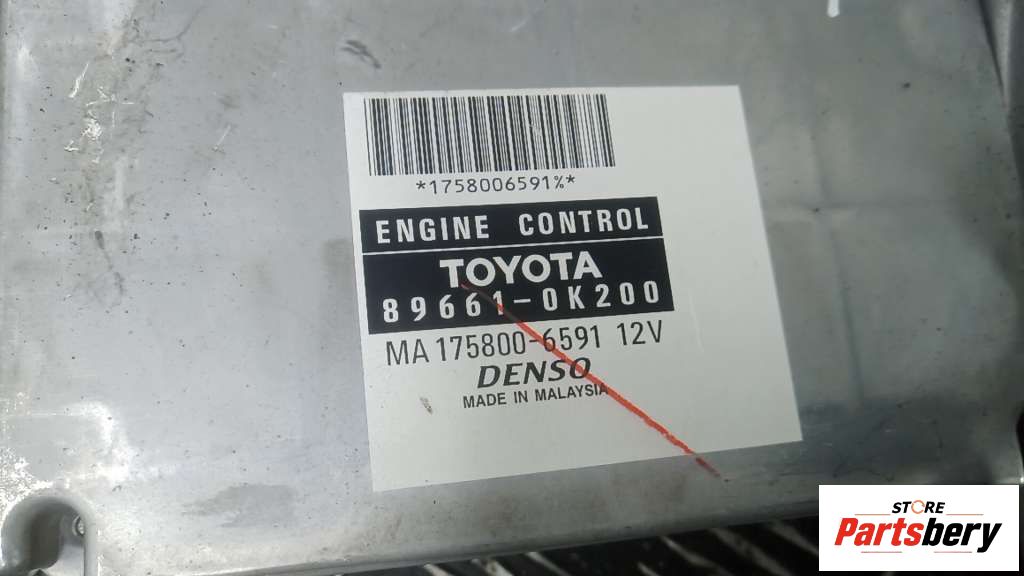 *1758006591%*
ENGINE CONTROL
TOYOTA
89661-0K200
MA 175800-6591 12V
DENSO
MADE IN MALAYSIA
STORE
Partsbery